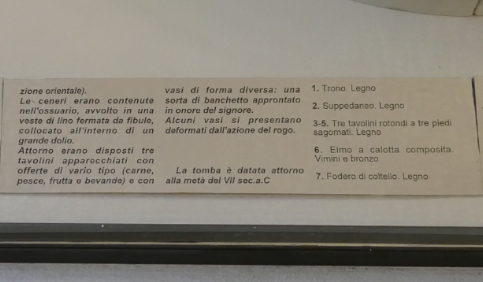 zione orientale).
Le ceneri erano contenute
nell'ossuario, avvolto in una
veste di lino fermata da fibule,
collocato all'interno di un
grande dolio.
Attorno erano disposti tre
tavolini apparecchiati con
offerte di vario tipo (carne,
pesce, frutta e bevande) e con
vasi di forma diversa: una
sorta di banchetto approntato
in onore del signore.
Alcuni vasi si presentano
deformati dall'azione del rogo.
La tomba è datata attorno
alla metà del VII sec.a.C
1. Trono. Legno
2. Suppedaneo. Legno
3-5. Tre tavolini rotondi a tre piedi
sagomati. Legno
6. Elmo a calotta composita.
Vimini e bronzo
7. Fodero di coltello. Legno